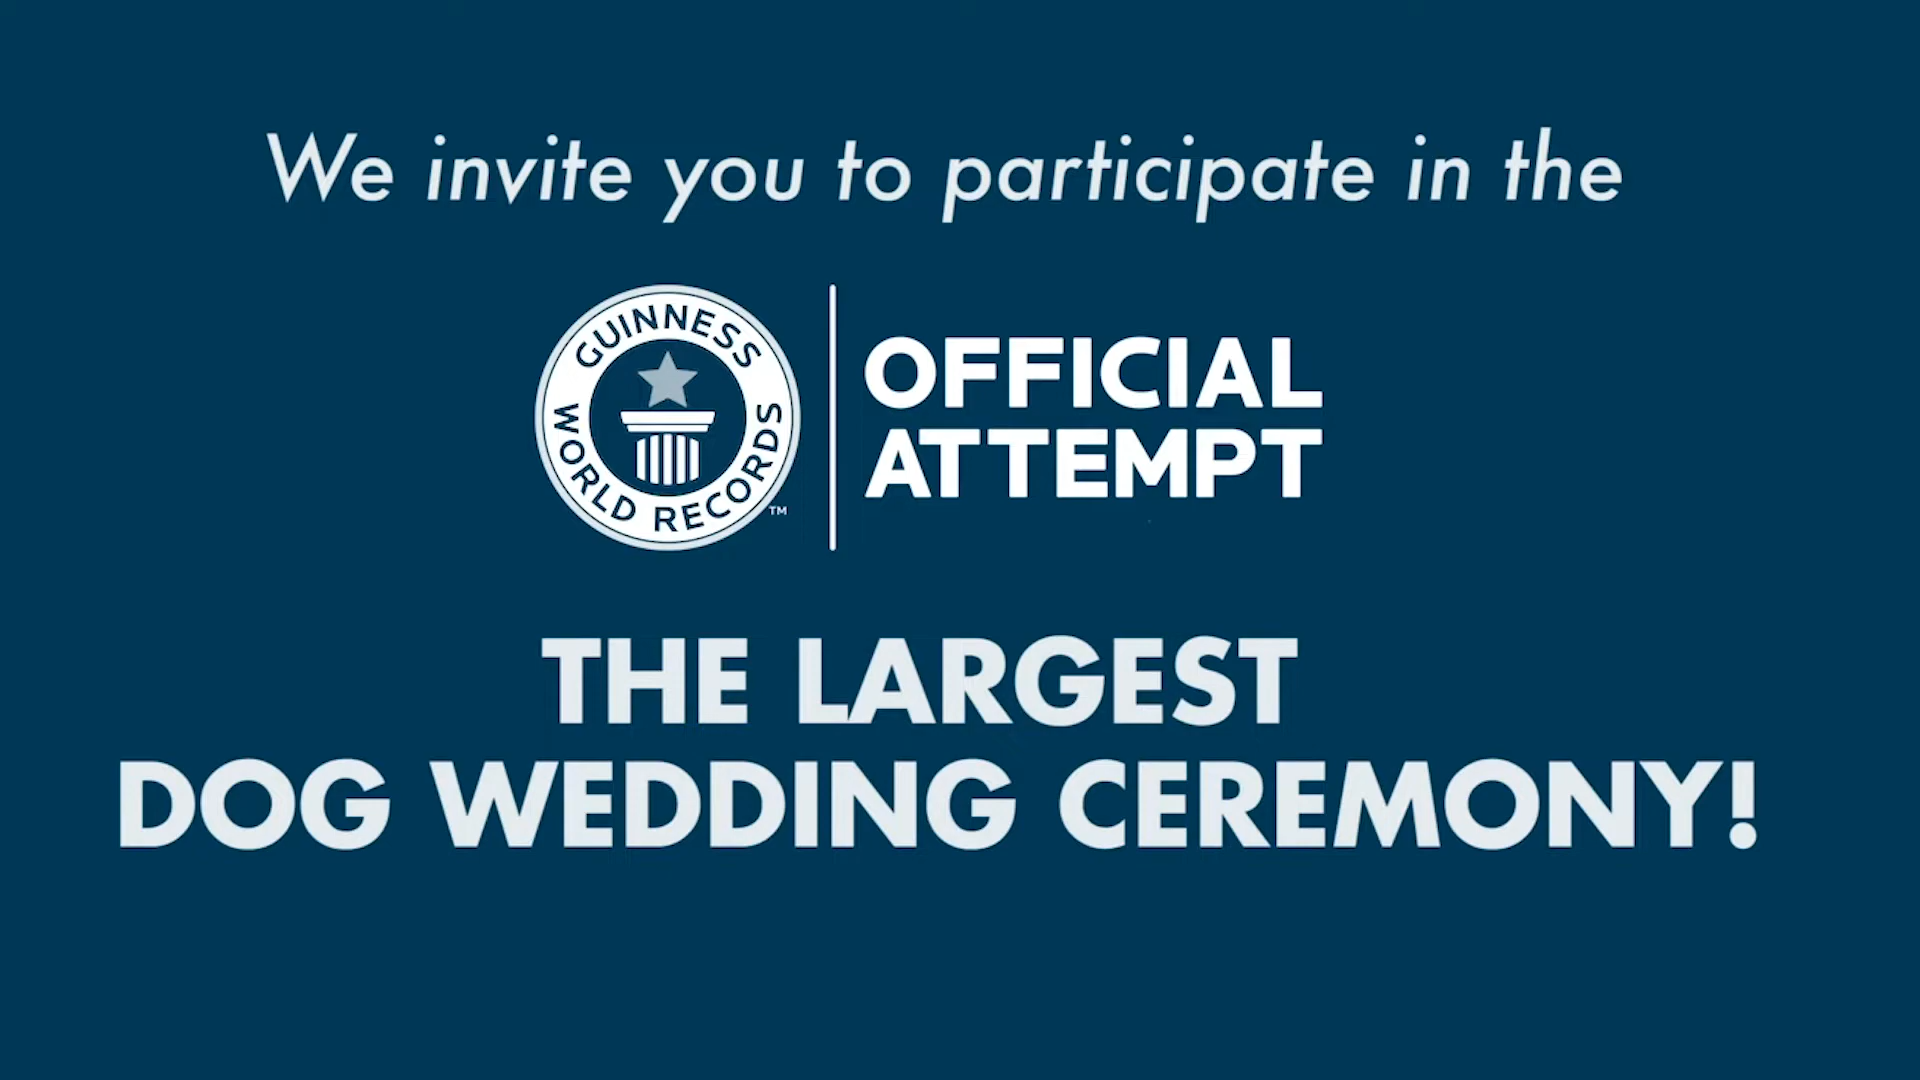 We invite you to participate in the
GUINNESS
WORLD RECORDS
™
OFFICIAL
ATTEMPT
THE LARGEST
DOG WEDDING CEREMONY!